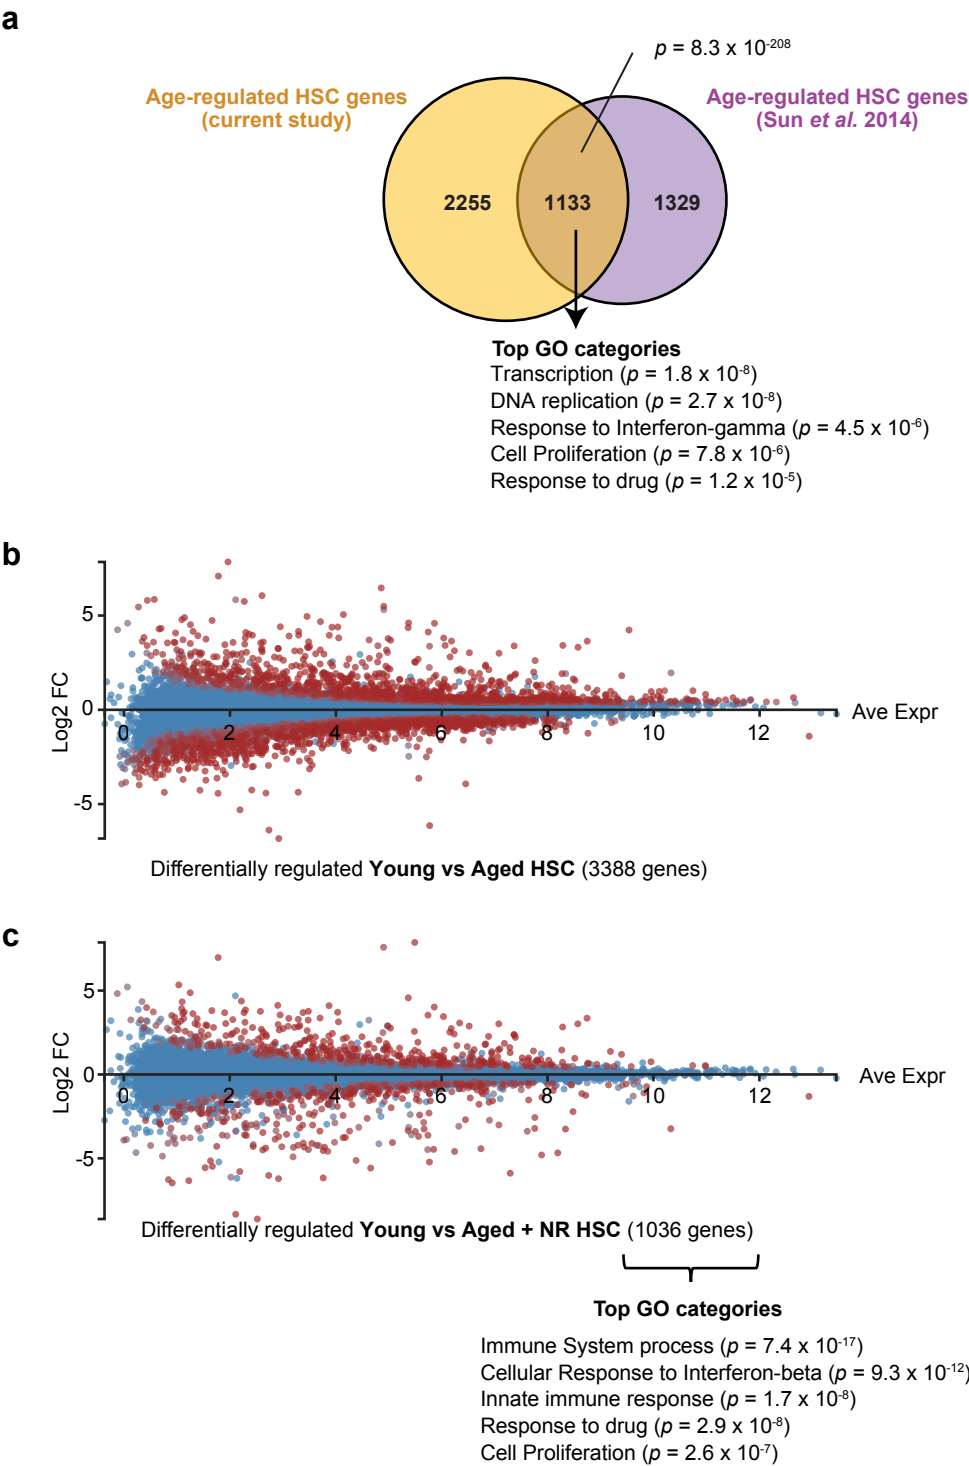 a
p = 8.3 x 10-208
Age-regulated HSC genes
(current study)
Age-regulated HSC genes
(Sun et al. 2014)
2255
1133
1329
Top GO categories
Transcription (p = 1.8 x 10-8)
DNA replication (p = 2.7 x 10-8)
Response to Interferon-gamma (p = 4.5 x 10-6)
Cell Proliferation (p = 7.8 x 10-6)
Response to drug (p = 1.2 x 10-5)
b
Log2 FC
5
0
-5
0 2 4 6 8 10 12
Ave Expr
Differentially regulated Young vs Aged HSC (3388 genes)
c
Log2 FC
5
0
-5
0 2 4 6 8 10 12
Ave Expr
Differentially regulated Young vs Aged + NR HSC (1036 genes)
Top GO categories
Immune System process (p = 7.4 x 10-17)
Cellular Response to Interferon-beta (p = 9.3 x 10-12)
Innate immune response (p = 1.7 x 10-8)
Response to drug (p = 2.9 x 10-8)
Cell Proliferation (p = 2.6 x 10-7)